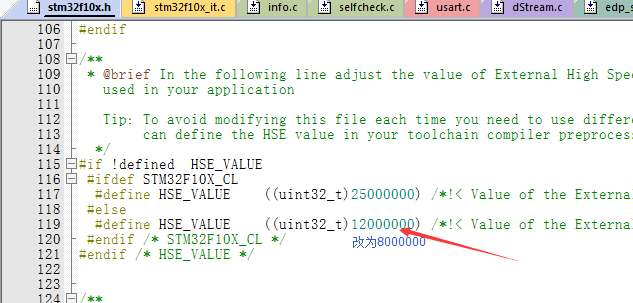 stm32f10x.h stm32f10x_it.c info.c selfcheck.c usart.c dStream.c edp_s
106 #endif
107
108 /**
109 * @brief In the following line adjust the value of External High Spee
110 used in your application
111
112 Tip: To avoid modifying this file each time you need to use differe
113 can define the HSE value in your toolchain compiler preproces
114 */
115 #if !defined HSE_VALUE
116 #ifdef STM32F10X_CL
117 #define HSE_VALUE ((uint32_t)25000000) /*!< Value of the External
118 #else
119 #define HSE_VALUE ((uint32_t)12000000) /*!< Value of the External
120 #endif /* STM32F10X_CL */
改为8000000
121 #endif /* HSE_VALUE */
122
123
124 /**